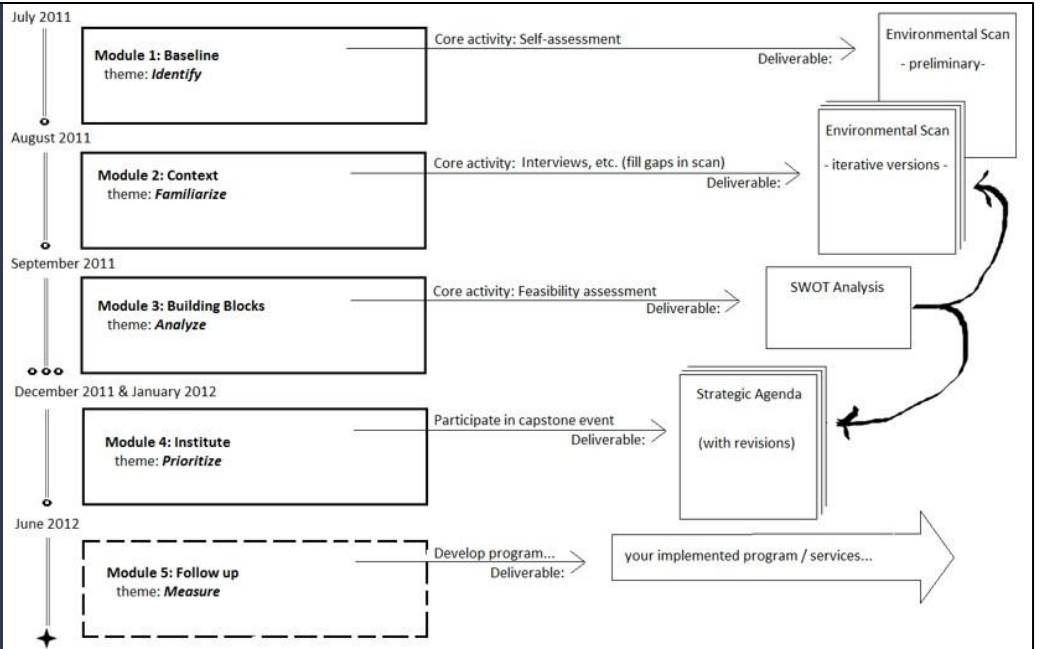 July 2011
Module 1: Baseline
theme: Identify
Core activity: Self-assessment
Deliverable:
Environmental Scan
- preliminary-
August 2011
Module 2: Context
theme: Familiarize
Core activity: Interviews, etc. (fill gaps in scan)
Deliverable:
Environmental Scan
- iterative versions -
September 2011
Module 3: Building Blocks
theme: Analyze
Core activity: Feasibility assessment
Deliverable:
SWOT Analysis
December 2011 & January 2012
Module 4: Institute
theme: Prioritize
Participate in capstone event
Deliverable:
Strategic Agenda
(with revisions)
June 2012
Module 5: Follow up
theme: Measure
Develop program...
Deliverable:
your implemented program / services...